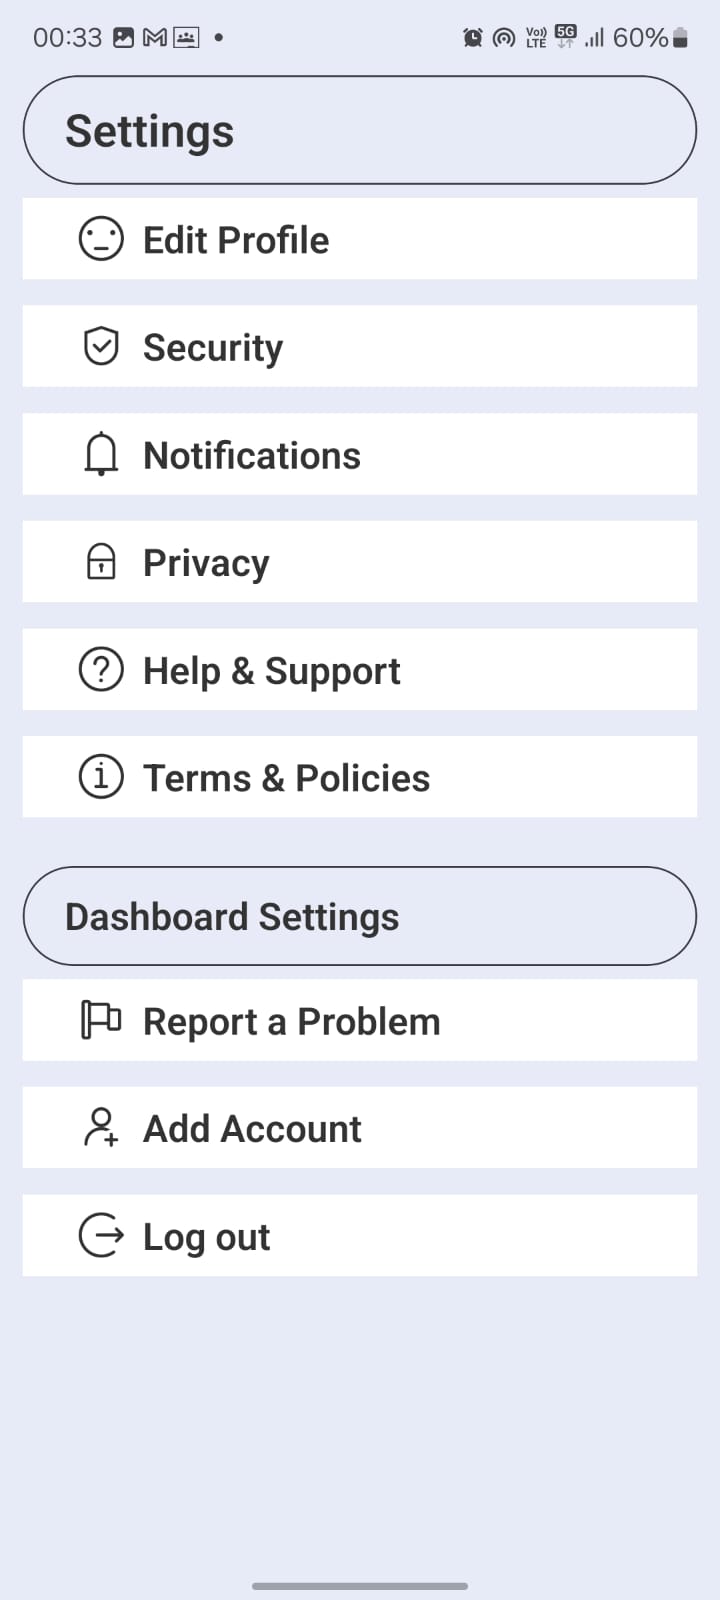 00:33 Vo)) LTE 5G 60%
Settings
Edit Profile
Security
Notifications
Privacy
Help & Support
Terms & Policies
Dashboard Settings
Report a Problem
Add Account
Log out